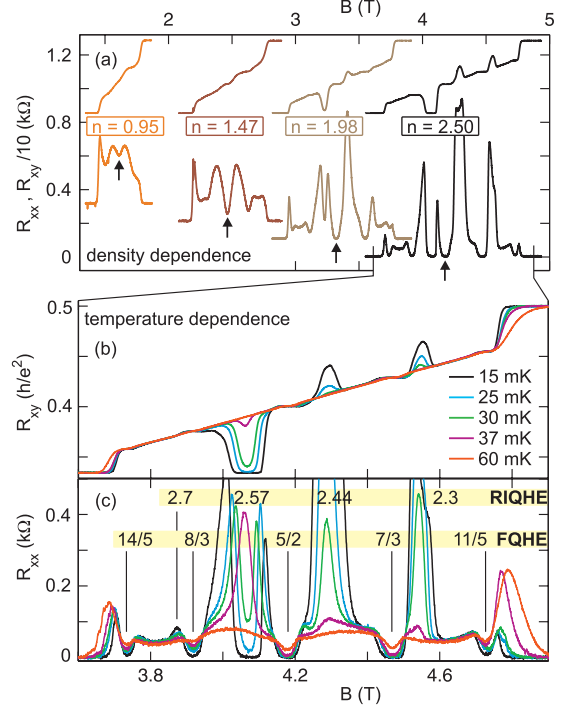 B (T)
2 3 4 5
R_xx, R_xy/10 (kΩ)
1.2
0.8
0.4
0
(a)
n = 0.95
n = 1.47
n = 1.98
n = 2.50
density dependence
temperature dependence
(b)
R_xy (h/e²)
0.5
0.4
15 mK
25 mK
30 mK
37 mK
60 mK
(c)
R_xx (kΩ)
0.4
0.2
0
2.7 2.57 2.44 2.3 RIQHE
14/5 8/3 5/2 7/3 11/5 FQHE
3.8 4.2 4.6
B (T)